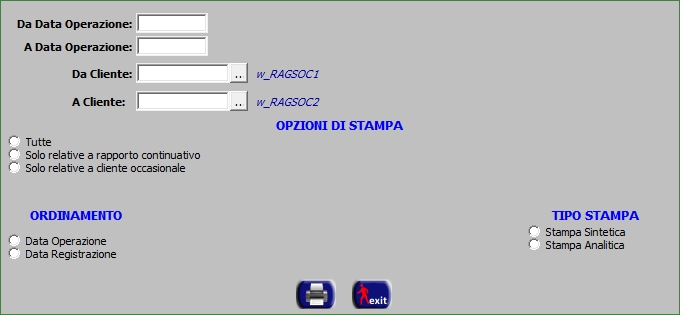 Da Data Operazione:
A Data Operazione:
Da Cliente: .. w_RAGSOC1
A Cliente: .. w_RAGSOC2
OPZIONI DI STAMPA
Tutte
Solo relative a rapporto continuativo
Solo relative a cliente occasionale
ORDINAMENTO
Data Operazione
Data Registrazione
TIPO STAMPA
Stampa Sintetica
Stampa Analitica
exit